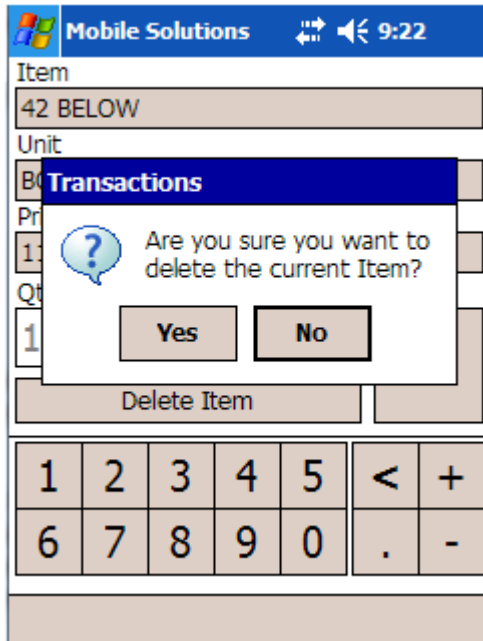 Mobile Solutions 9:22
Item
42 BELOW
Unit
Transactions
Are you sure you want to
delete the current Item?
1
Yes No
Delete Item
1 2 3 4 5 < +
6 7 8 9 0 . -